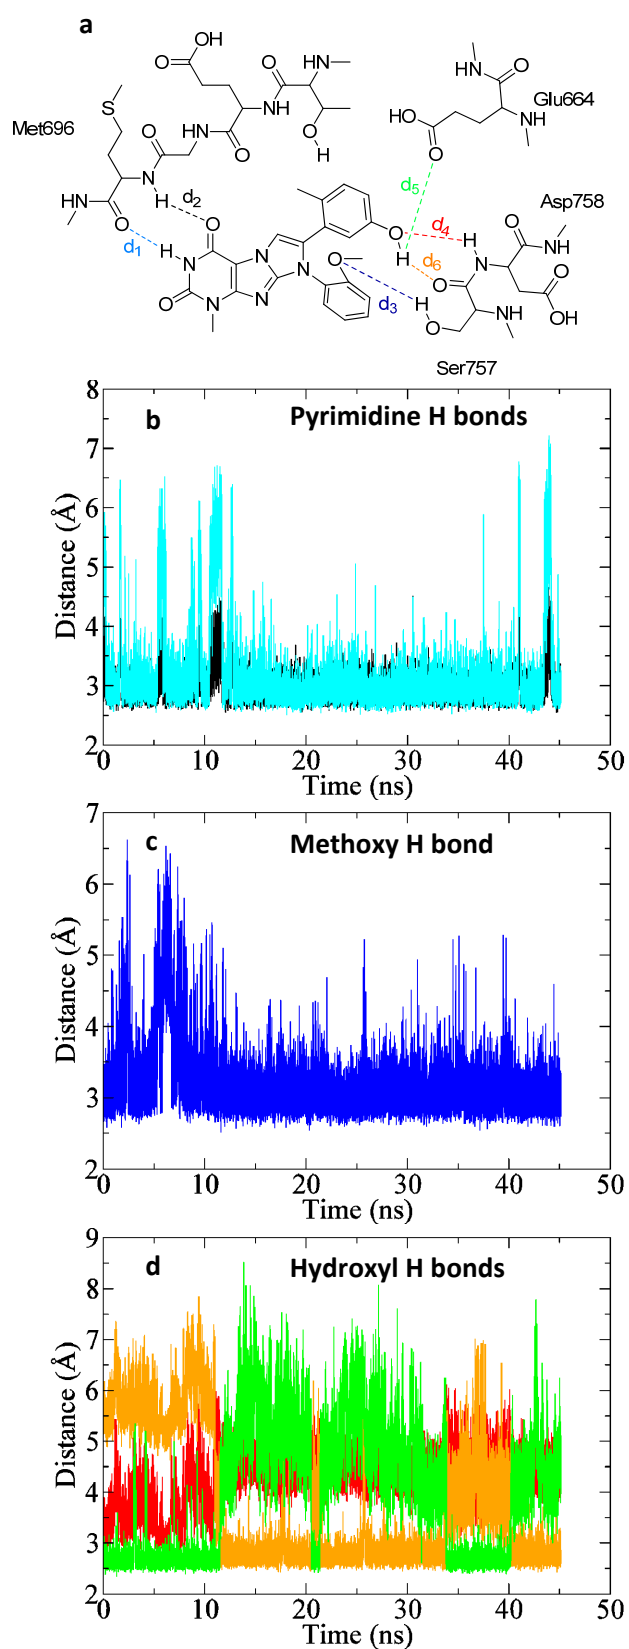 a
OH
O
HN
O
O
NH
Glu664
S
N
H
NH
O
HO
HN
Met696
O
O
O
H
O
NH
N
H
d2
d5
Asp758
O
O
d4
H
O
NH
d1
H
O
H
N
HN
N
O
d6
O
O
N
d3
H
O
N
N
HN
OH
O
Ser757
b
Pyrimidine H bonds
8
7
6
5
4
3
2
Distance (Å)
0
10
20
30
40
50
Time (ns)
c
Methoxy H bond
7
6
5
4
3
2
Distance (Å)
0
10
20
30
40
50
Time (ns)
d
Hydroxyl H bonds
9
8
7
6
5
4
3
2
Distance (Å)
0
10
20
30
40
50
Time (ns)